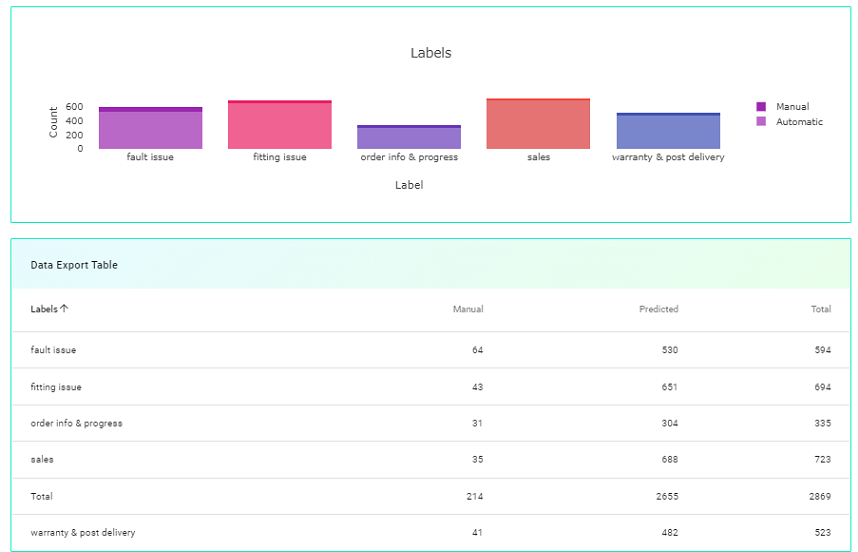 Labels
Count
600
400
200
0
fault issue
fitting issue
order info & progress
sales
warranty & post delivery
Label
Manual
Automatic
Data Export Table
Labels ↑ Manual Predicted Total
fault issue 64 530 594
fitting issue 43 651 694
order info & progress 31 304 335
sales 35 688 723
Total 214 2655 2869
warranty & post delivery 41 482 523